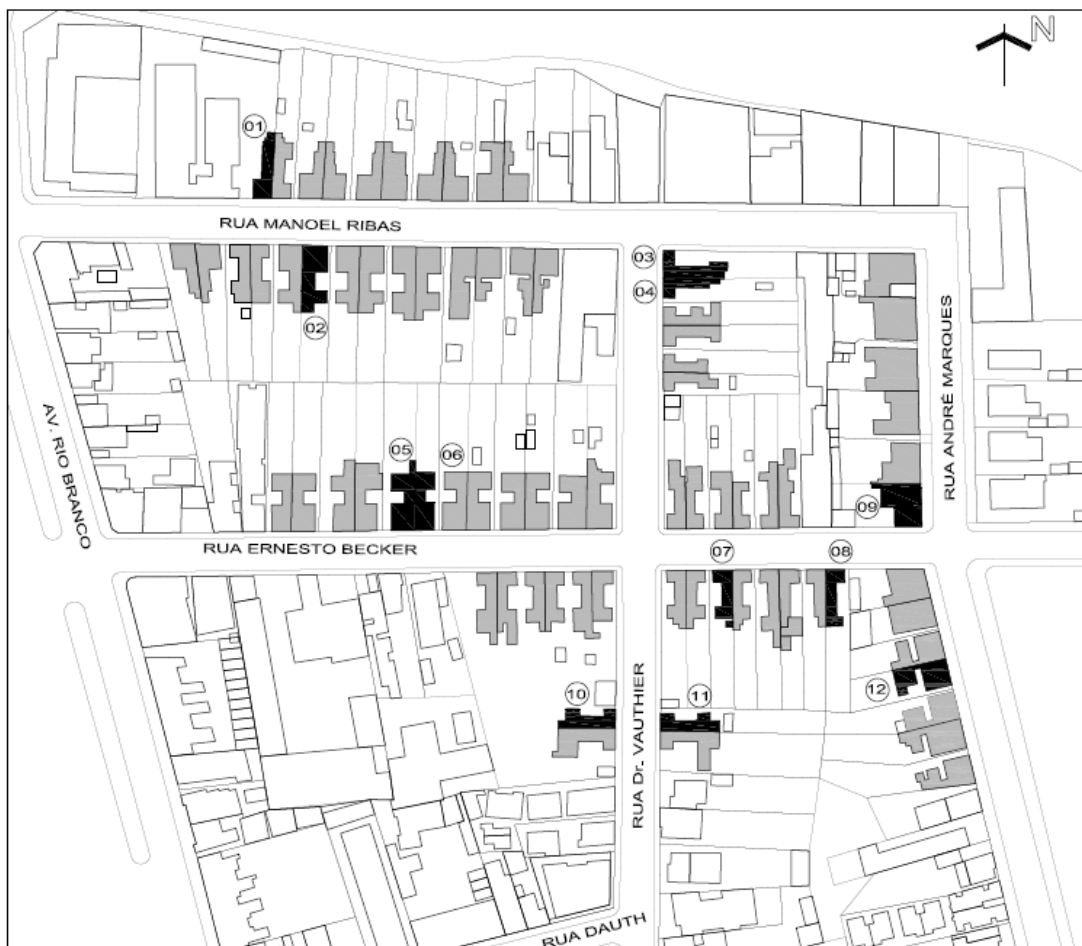 N
01
RUA MANOEL RIBAS
03
04
02
RUA ANDRÉ MARQUES
AV. RIO BRANCO
05
06
09
RUA ERNESTO BECKER
07
08
12
10
11
RUA Dr. VAUTHIER
RUA DAUTH